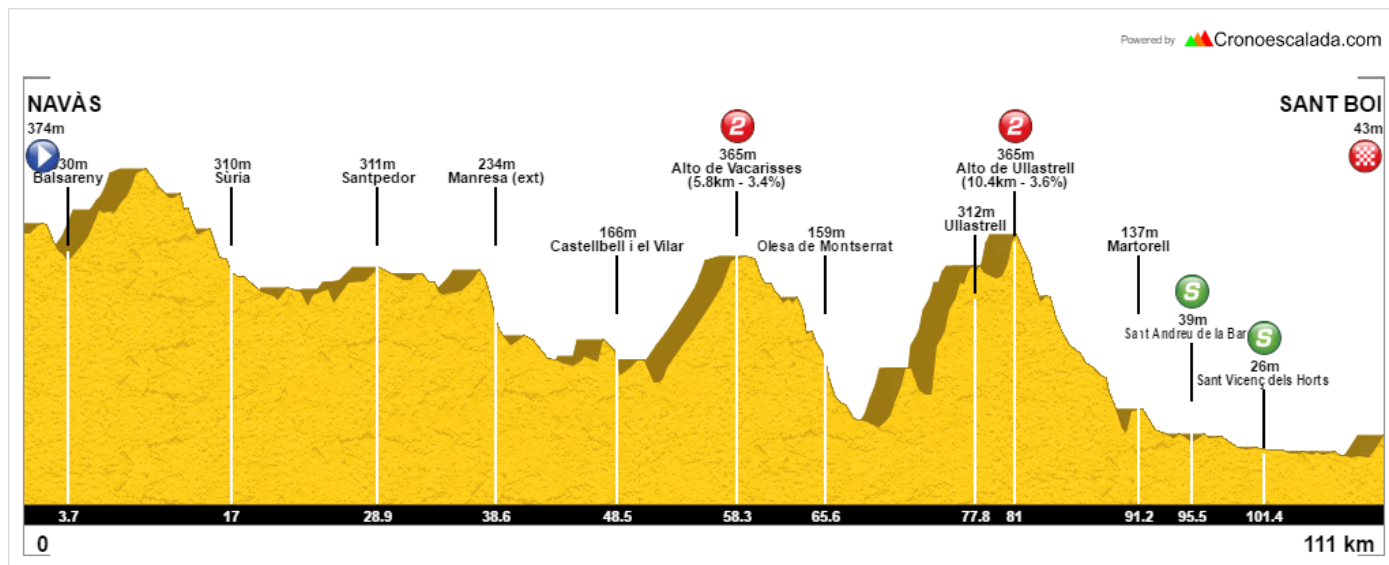 Powered by Cronoescalada.com
NAVÀS
374m
Balsareny
310m
Súria
311m
Santpedor
234m
Manresa (ext)
166m
Castellbell i el Vilar
2
365m
Alto de Vacarisses
(5.8km - 3.4%)
159m
Olesa de Montserrat
312m
Ullastrell
2
365m
Alto de Ullastrell
(10.4km - 3.6%)
137m
Martorell
S
39m
Sant Andreu de la Bar
S
26m
Sant Vicenç dels Horts
SANT BOI
43m
3.7 17 28.9 38.6 48.5 58.3 65.6 77.8 81 91.2 95.5 101.4
0 111 km